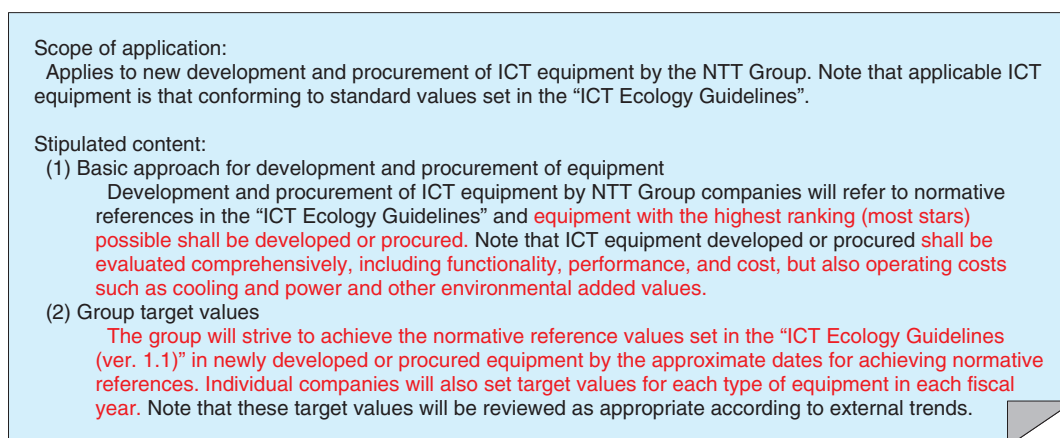 Scope of application:
Applies to new development and procurement of ICT equipment by the NTT Group. Note that applicable ICT
equipment is that conforming to standard values set in the “ICT Ecology Guidelines”.
Stipulated content:
(1) Basic approach for development and procurement of equipment
Development and procurement of ICT equipment by NTT Group companies will refer to normative
references in the “ICT Ecology Guidelines” and equipment with the highest ranking (most stars)
possible shall be developed or procured. Note that ICT equipment developed or procured shall be
evaluated comprehensively, including functionality, performance, and cost, but also operating costs
such as cooling and power and other environmental added values.
(2) Group target values
The group will strive to achieve the normative reference values set in the “ICT Ecology Guidelines
(ver. 1.1)” in newly developed or procured equipment by the approximate dates for achieving normative
references. Individual companies will also set target values for each type of equipment in each fiscal
year. Note that these target values will be reviewed as appropriate according to external trends.